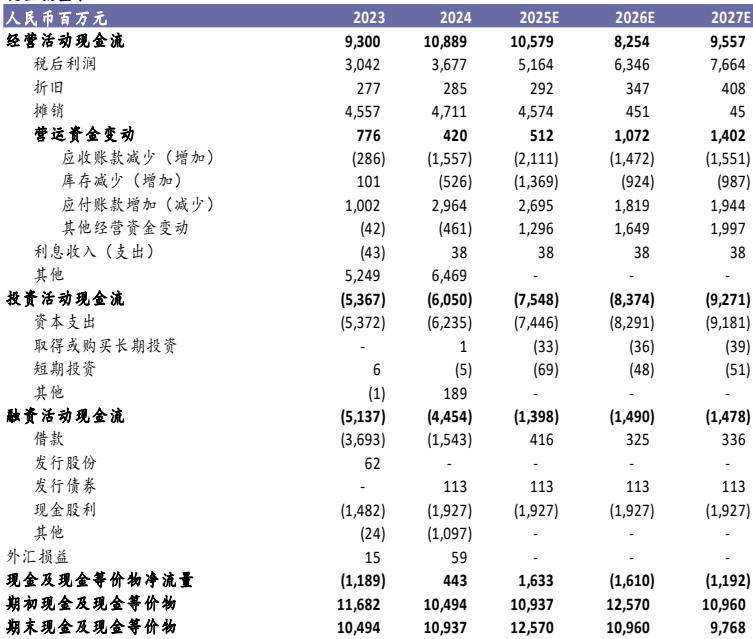 人民币百万元 2023 2024 2025E 2026E 2027E
经营活动现金流 9,300 10,889 10,579 8,254 9,557
税后利润 3,042 3,677 5,164 6,346 7,664
折旧 277 285 292 347 408
摊销 4,557 4,711 4,574 451 45
营运资金变动 776 420 512 1,072 1,402
应收账款减少（增加） (286) (1,557) (2,111) (1,472) (1,551)
库存减少（增加） 101 (526) (1,369) (924) (987)
应付账款增加（减少） 1,002 2,964 2,695 1,819 1,944
其他经营资金变动 (42) (461) 1,296 1,649 1,997
利息收入（支出） (43) 38 38 38 38
其他 5,249 6,469 - - -
投资活动现金流 (5,367) (6,050) (7,548) (8,374) (9,271)
资本支出 (5,372) (6,235) (7,446) (8,291) (9,181)
取得或购买长期投资 - 1 (33) (36) (39)
短期投资 6 (5) (69) (48) (51)
其他 (1) 189 - - -
融资活动现金流 (5,137) (4,454) (1,398) (1,490) (1,478)
借款 (3,693) (1,543) 416 325 336
发行股份 62 - - - -
发行债券 - 113 113 113 113
现金股利 (1,482) (1,927) (1,927) (1,927) (1,927)
其他 (24) (1,097) - - -
外汇损益 15 59 - - -
现金及现金等价物净流量 (1,189) 443 1,633 (1,610) (1,192)
期初现金及现金等价物 11,682 10,494 10,937 12,570 10,960
期末现金及现金等价物 10,494 10,937 12,570 10,960 9,768